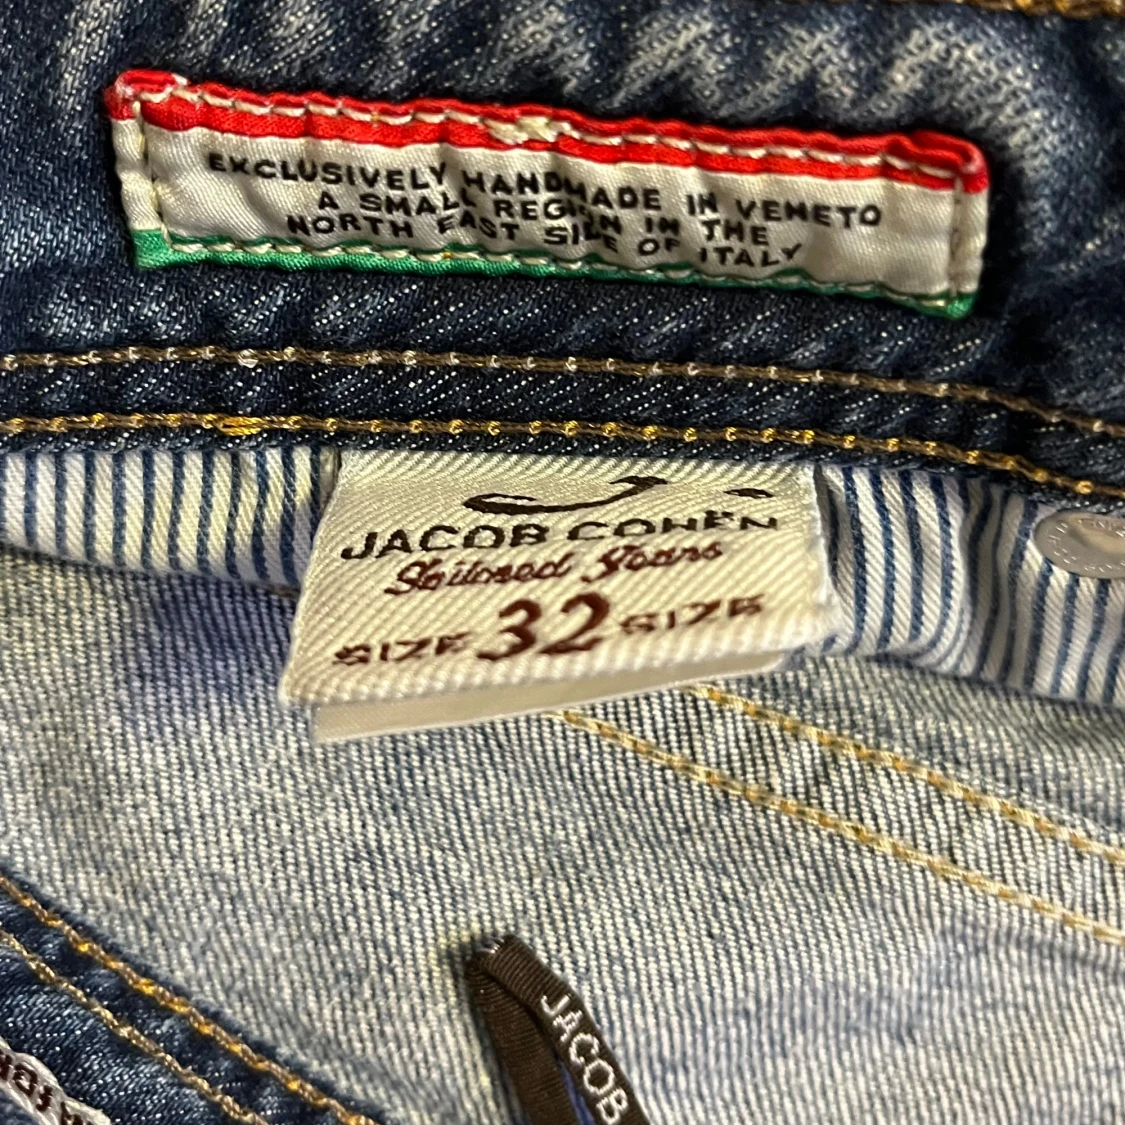 EXCLUSIVELY HANDMADE IN VENETO
A SMALL REGION IN THE
NORTH EAST SIDE OF ITALY
JACOB COHEN
Tailored Jeans
SIZE 32 SIZE
JACOB